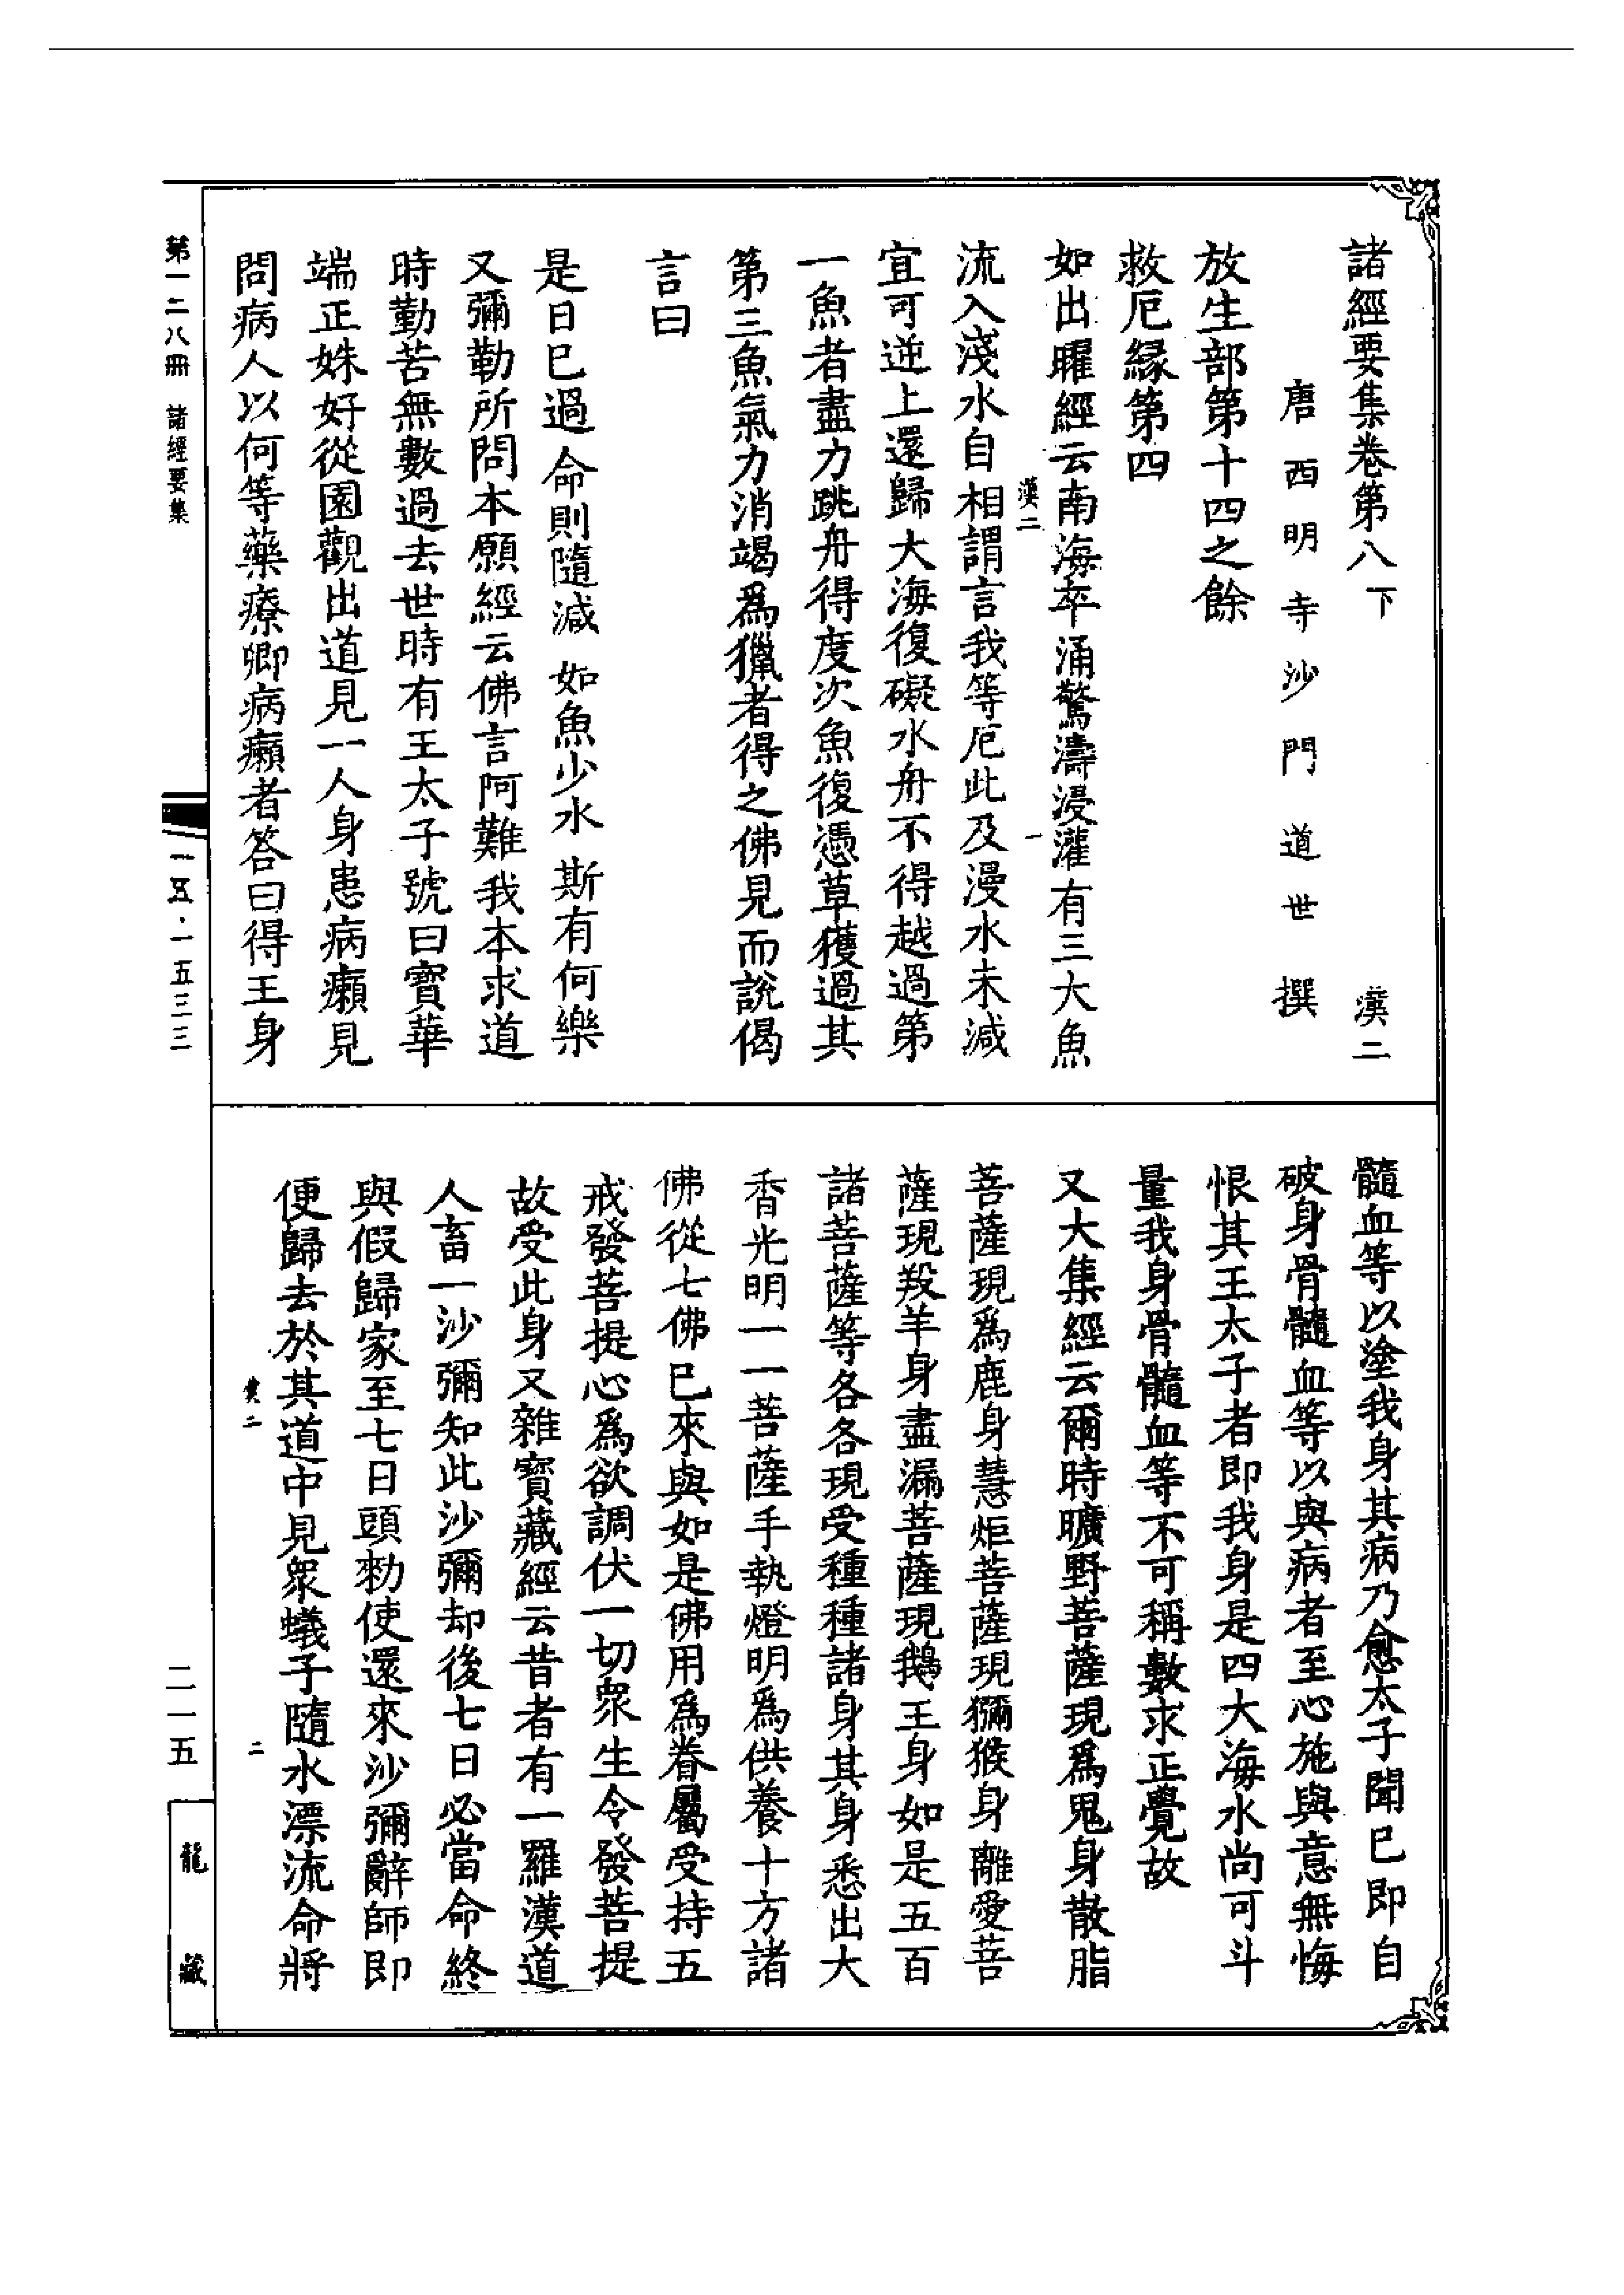 諸經要集卷第八下　漢二
唐西明寺沙門道世　撰
放生部第十四之餘
救厄緣第四
如出曜經云南海卒涌驚濤浸灌有三大魚
漢二　一
流入淺水自相謂言我等厄此及漫水未減
宜可逆上還歸大海復礙水舟不得越過第
一魚者盡力跳舟得度次魚復憑草獲過其
第三魚氣力消竭爲獵者得之佛見而說偈
言曰
是日已過　命則隨減　如魚少水　斯有何樂
又彌勒所問本願經云佛言阿難我本求道
時勤苦無數過去世時有王太子號曰寶華
端正姝好從園觀出道見一人身患病癩見
問病人以何等藥療卿病癩者答曰得王身
髓血等以塗我身其病乃愈太子聞已即自
破身骨髓血等以與病者至心施與意無悔
恨其王太子者即我身是四大海水尚可斗
量我身骨髓血等不可稱數求正覺故
又大集經云爾時曠野菩薩現爲鬼身散脂
菩薩現爲鹿身慧炬菩薩現獼猴身離愛菩
薩現羖羊身盡漏菩薩現鵝王身如是五百
諸菩薩等各各現受種種諸身其身悉出大
香光明一一菩薩手執燈明爲供養十方諸
佛從七佛已來與如是佛用爲眷屬受持五
戒發菩提心爲欲調伏一切眾生令發菩提
故受此身又雜寶藏經云昔者有一羅漢道
人畜一沙彌知此沙彌却後七日必當命終
與假歸家至七日頭勑使還來沙彌辭師即
便歸去於其道中見眾蟻子隨水漂流命將
二
第一二八冊　諸經要集
一五·一五三三
二一五
龍藏